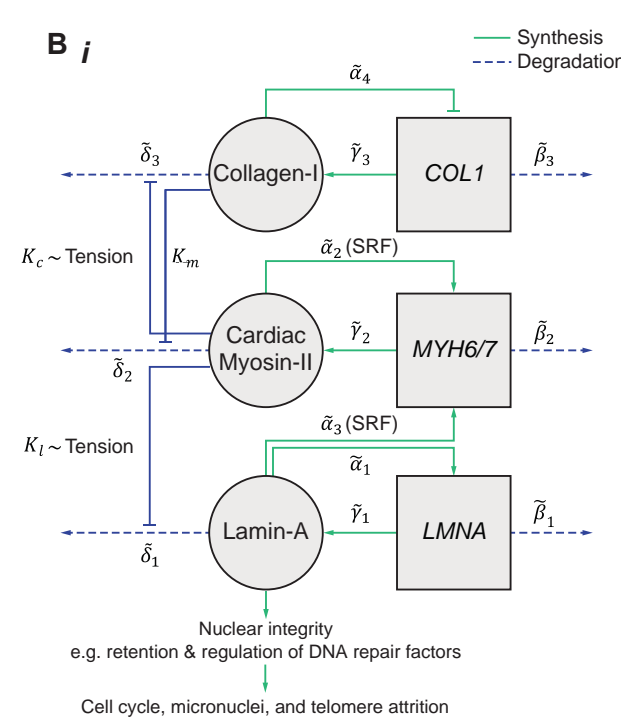 B i
Synthesis
Degradation
α̃₄
δ̃₃
Collagen-I
γ̃₃
COL1
β̃₃
K_c ~ Tension
K_m
α̃₂ (SRF)
Cardiac
Myosin-II
γ̃₂
MYH6/7
β̃₂
δ̃₂
α̃₃ (SRF)
K_l ~ Tension
α̃₁
Lamin-A
γ̃₁
LMNA
β̃₁
δ̃₁
Nuclear integrity
e.g. retention & regulation of DNA repair factors
Cell cycle, micronuclei, and telomere attrition